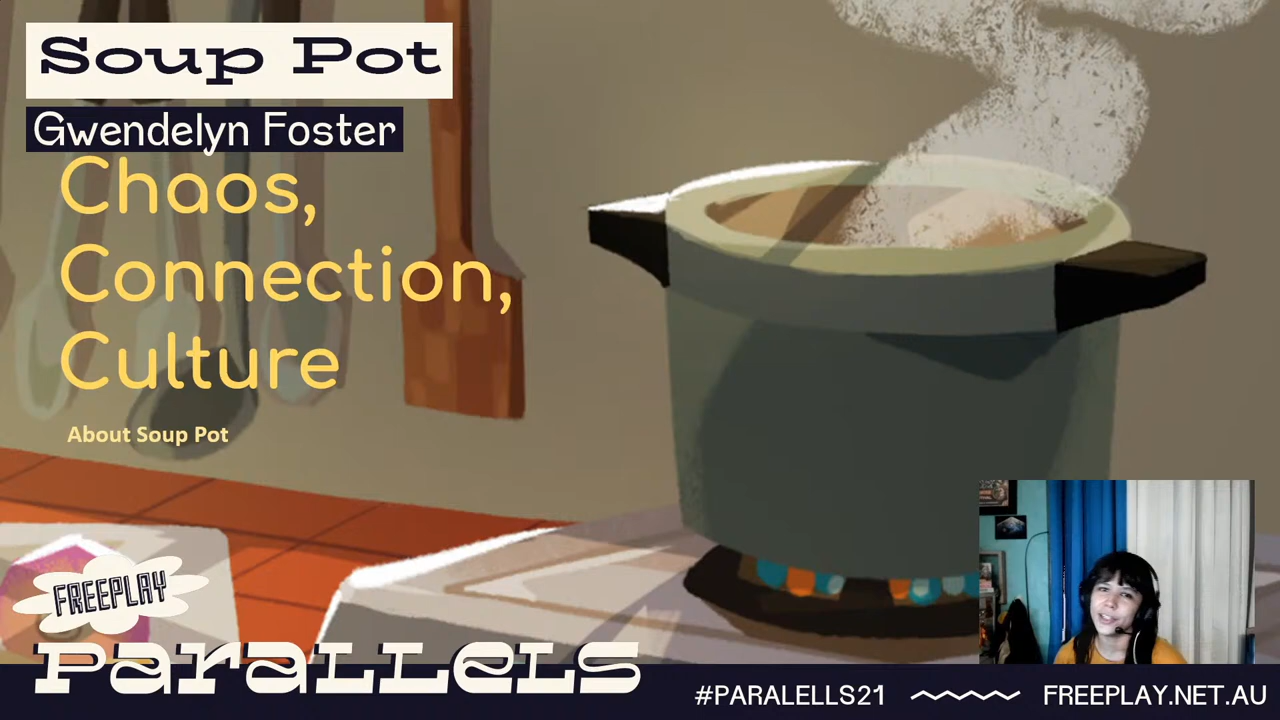 Soup Pot
Gwendelyn Foster
Chaos,
Connection,
Culture
About Soup Pot
FREEPLAY
PARALLELS
#PARALELLS21
FREEPLAY.NET.AU